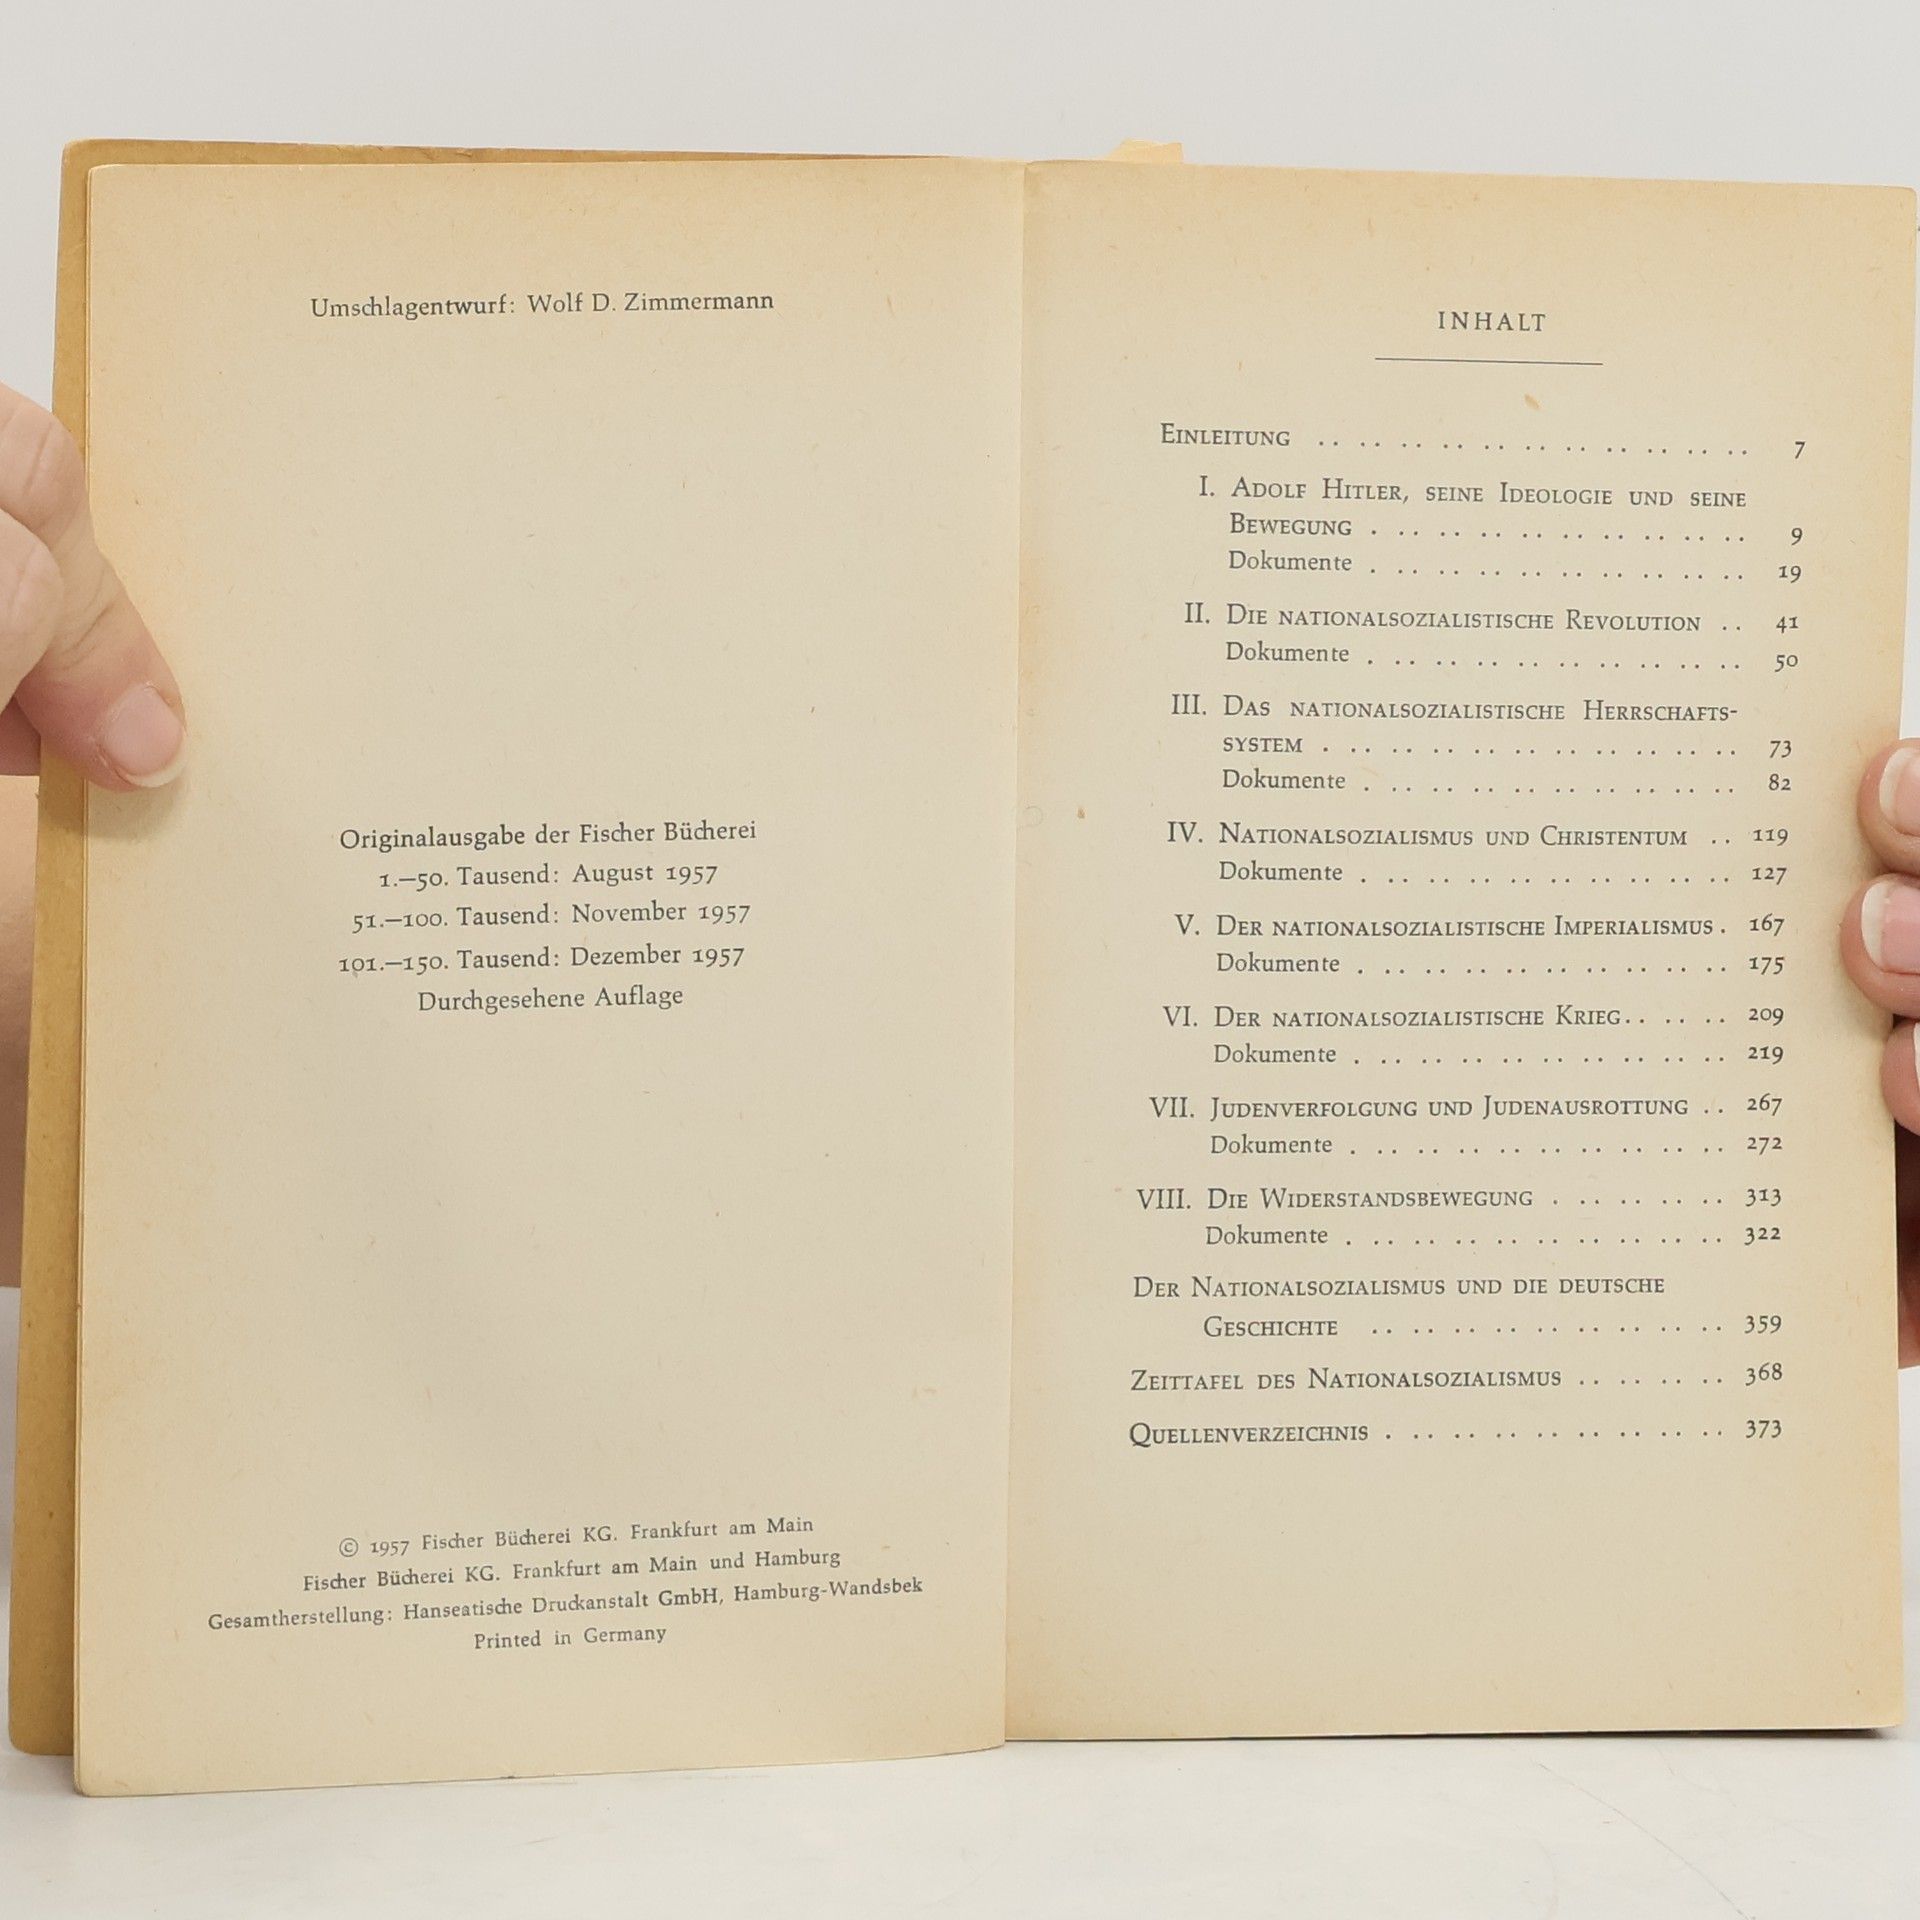 Umschlagentwurf: Wolf D. Zimmermann
Originalausgabe der Fischer Bücherei
1.—50. Tausend: August 1957
51.—100. Tausend: November 1957
101.—150. Tausend: Dezember 1957
Durchgesehene Auflage
© 1957 Fischer Bücherei KG. Frankfurt am Main
Fischer Bücherei KG. Frankfurt am Main und Hamburg
Gesamtherstellung: Hanseatische Druckanstalt GmbH, Hamburg-Wandsbek
Printed in Germany
INHALT
EINLEITUNG . . . . . . . . . . . . . . . . . . . . . 7
I. ADOLF HITLER, SEINE IDEOLOGIE UND SEINE
BEWEGUNG . . . . . . . . . . . . . . . . . . . 9
Dokumente . . . . . . . . . . . . . . . . . . . 19
II. DIE NATIONALSOZIALISTISCHE REVOLUTION . . 41
Dokumente . . . . . . . . . . . . . . . . . . . 50
III. DAS NATIONALSOZIALISTISCHE HERRSCHAFTS-
SYSTEM . . . . . . . . . . . . . . . . . . . . . 73
Dokumente . . . . . . . . . . . . . . . . . . . 82
IV. NATIONALSOZIALISMUS UND CHRISTENTUM . . 119
Dokumente . . . . . . . . . . . . . . . . . . . 127
V. DER NATIONALSOZIALISTISCHE IMPERIALISMUS . 167
Dokumente . . . . . . . . . . . . . . . . . . . 175
VI. DER NATIONALSOZIALISTISCHE KRIEG . . . . . 209
Dokumente . . . . . . . . . . . . . . . . . . . 219
VII. JUDENVERFOLGUNG UND JUDENAUSROTTUNG . . 267
Dokumente . . . . . . . . . . . . . . . . . . . 272
VIII. DIE WIDERSTANDSBEWEGUNG . . . . . . . . . 313
Dokumente . . . . . . . . . . . . . . . . . . . 322
DER NATIONALSOZIALISMUS UND DIE DEUTSCHE
GESCHICHTE . . . . . . . . . . . . . . . . . . 359
ZEITTAFEL DES NATIONALSOZIALISMUS . . . . . . . . 368
QUELLENVERZEICHNIS . . . . . . . . . . . . . . . . . 373